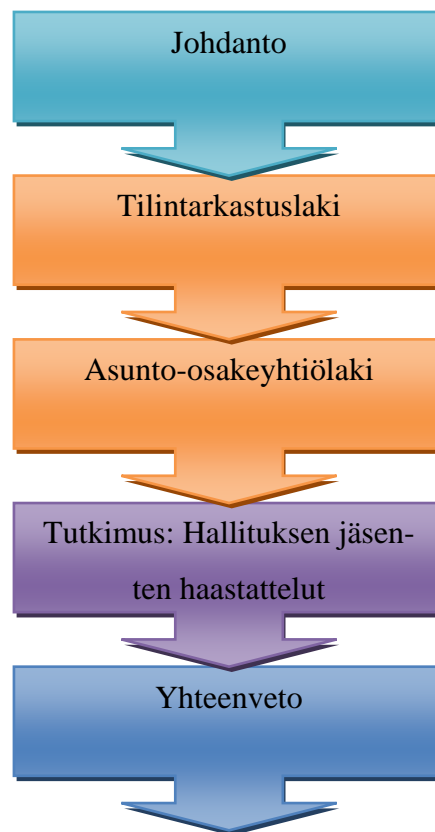 Johdanto
Tilintarkastuslaki
Asunto-osakeyhtiölaki
Tutkimus: Hallituksen jäsen-
ten haastattelut
Yhteenveto